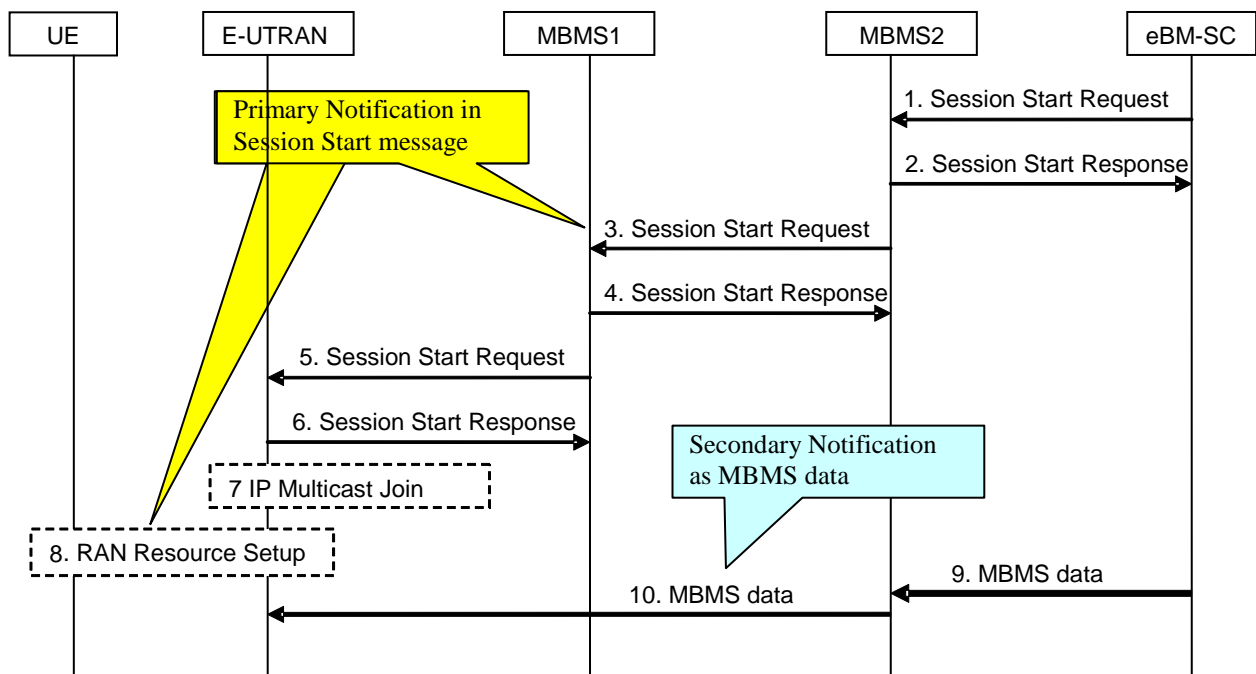 UE
E-UTRAN
MBMS1
MBMS2
eBM-SC
Primary Notification in
Session Start message
1. Session Start Request
2. Session Start Response
3. Session Start Request
4. Session Start Response
5. Session Start Request
6. Session Start Response
Secondary Notification
as MBMS data
7 IP Multicast Join
8. RAN Resource Setup
9. MBMS data
10. MBMS data